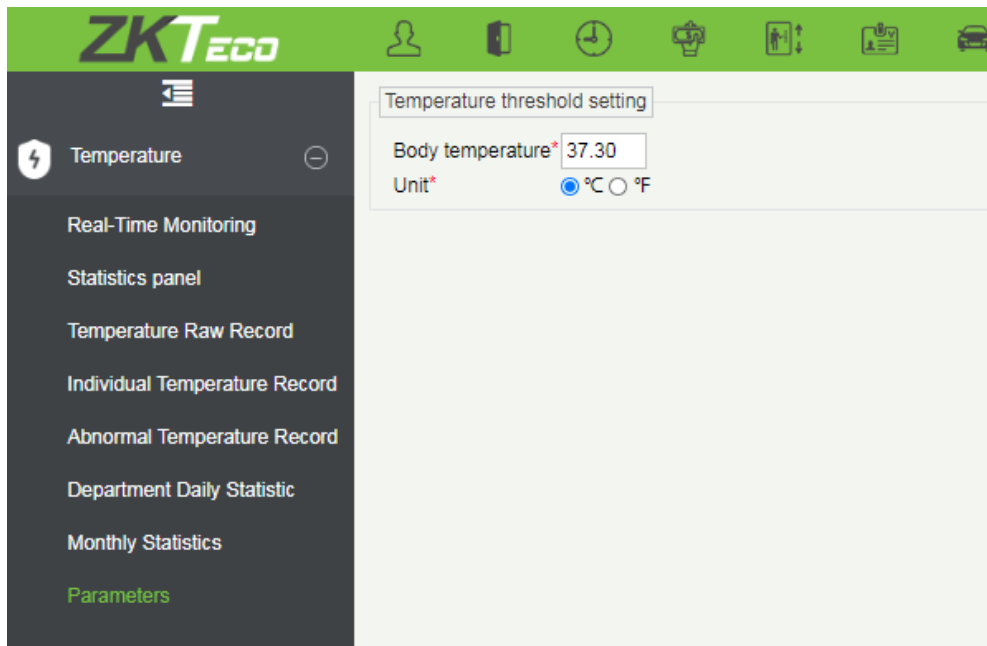 ZKTECO
Temperature
Real-Time Monitoring
Statistics panel
Temperature Raw Record
Individual Temperature Record
Abnormal Temperature Record
Department Daily Statistic
Monthly Statistics
Parameters
Temperature threshold setting
Body temperature* 37.30
Unit* ℃ ℉